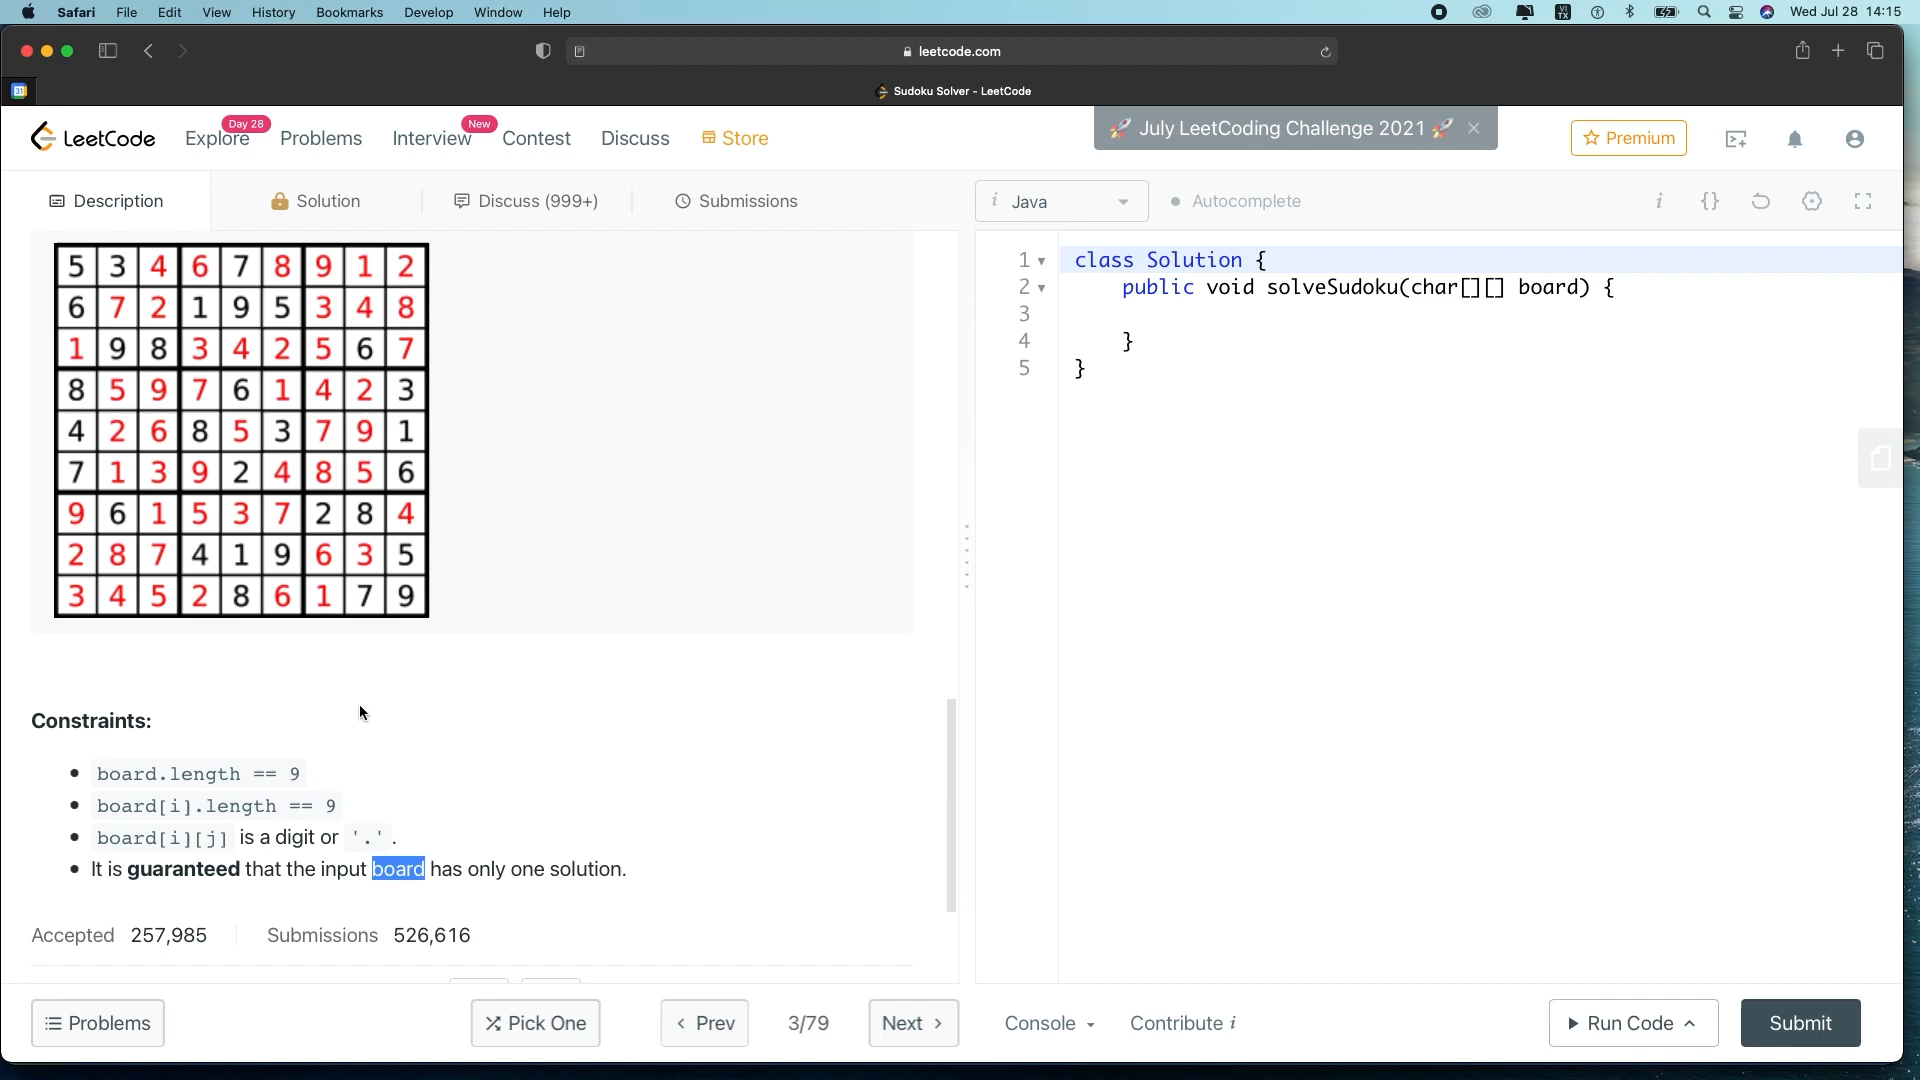 Safari File Edit View History Bookmarks Develop Window Help VI TX Wed Jul 28 14:15
leetcode.com
31 Sudoku Solver - LeetCode
LeetCode Explore Day 28 Problems Interview New Contest Discuss Store 🚀 July LeetCoding Challenge 2021 🚀 × Premium
Description Solution Discuss (999+) Submissions i Java Autocomplete i {}
5 3 4 6 7 8 9 1 2
6 7 2 1 9 5 3 4 8
1 9 8 3 4 2 5 6 7
8 5 9 7 6 1 4 2 3
4 2 6 8 5 3 7 9 1
7 1 3 9 2 4 8 5 6
9 6 1 5 3 7 2 8 4
2 8 7 4 1 9 6 3 5
3 4 5 2 8 6 1 7 9
Constraints:
board.length == 9
board[i].length == 9
board[i][j] is a digit or '.'.
It is guaranteed that the input board has only one solution.
Accepted 257,985 Submissions 526,616
1 class Solution {
2 public void solveSudoku(char[][] board) {
3
4 }
5 }
Problems Pick One < Prev 3/79 Next > Console Contribute i Run Code Submit